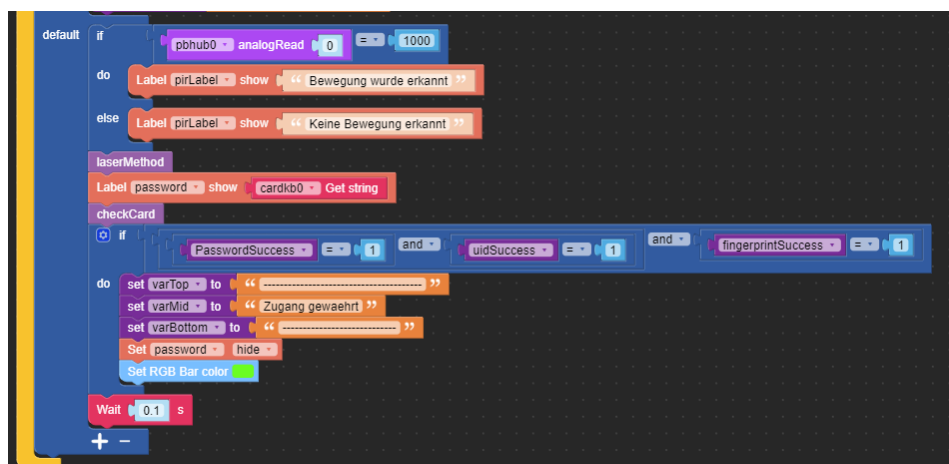 default if pbhub0 analogRead 0 = 1000
do Label pirLabel show “ Bewegung wurde erkannt ”
else Label pirLabel show “ Keine Bewegung erkannt ”
laserMethod
Label password show cardkb0 Get string
checkCard
if PasswordSuccess = 1 and uidSuccess = 1 and fingerprintSuccess = 1
do set varTop to “ --------------------------------------- ”
set varMid to “ Zugang gewaehrt ”
set varBottom to “ ---------------------------- ”
Set password hide
Set RGB Bar color
Wait 0.1 s
+ −